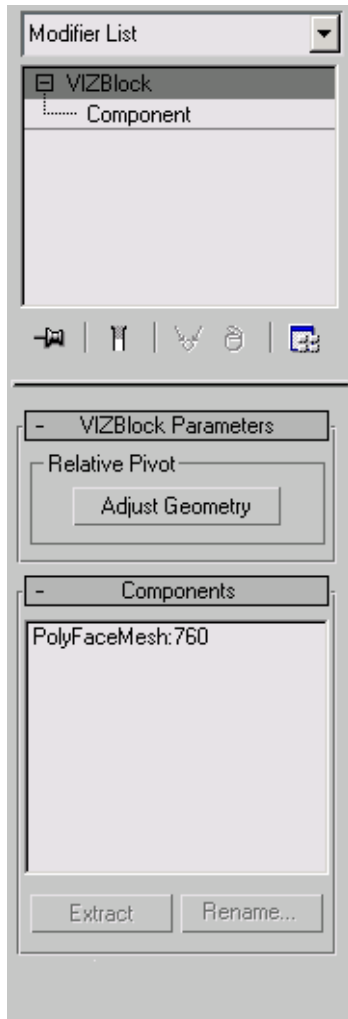 Modifier List
VIZBlock
Component
- VIZBlock Parameters
Relative Pivot
Adjust Geometry
- Components
PolyFaceMesh:760
Extract Rename...